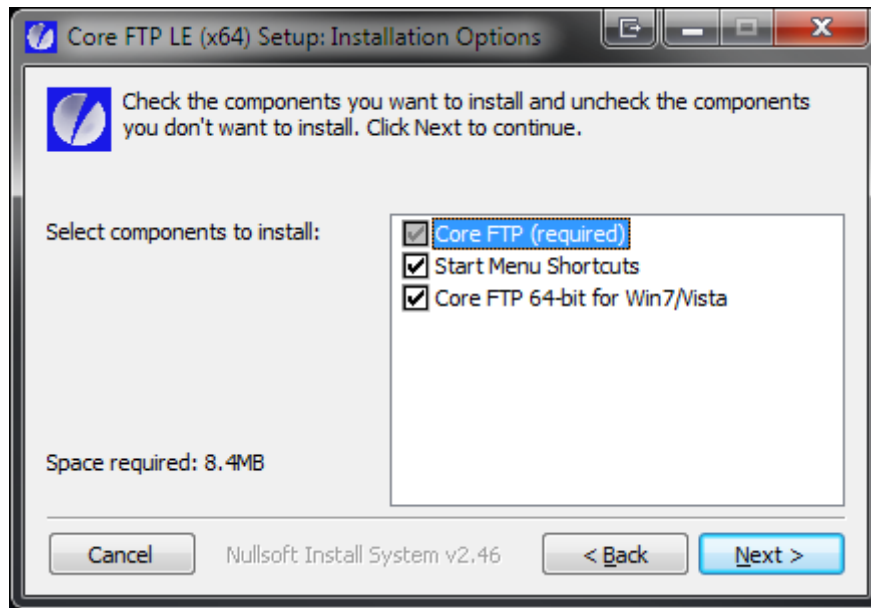 Core FTP LE (x64) Setup: Installation Options
Check the components you want to install and uncheck the components
you don't want to install. Click Next to continue.
Select components to install:
Core FTP (required)
Start Menu Shortcuts
Core FTP 64-bit for Win7/Vista
Space required: 8.4MB
Cancel
Nullsoft Install System v2.46
< Back
Next >